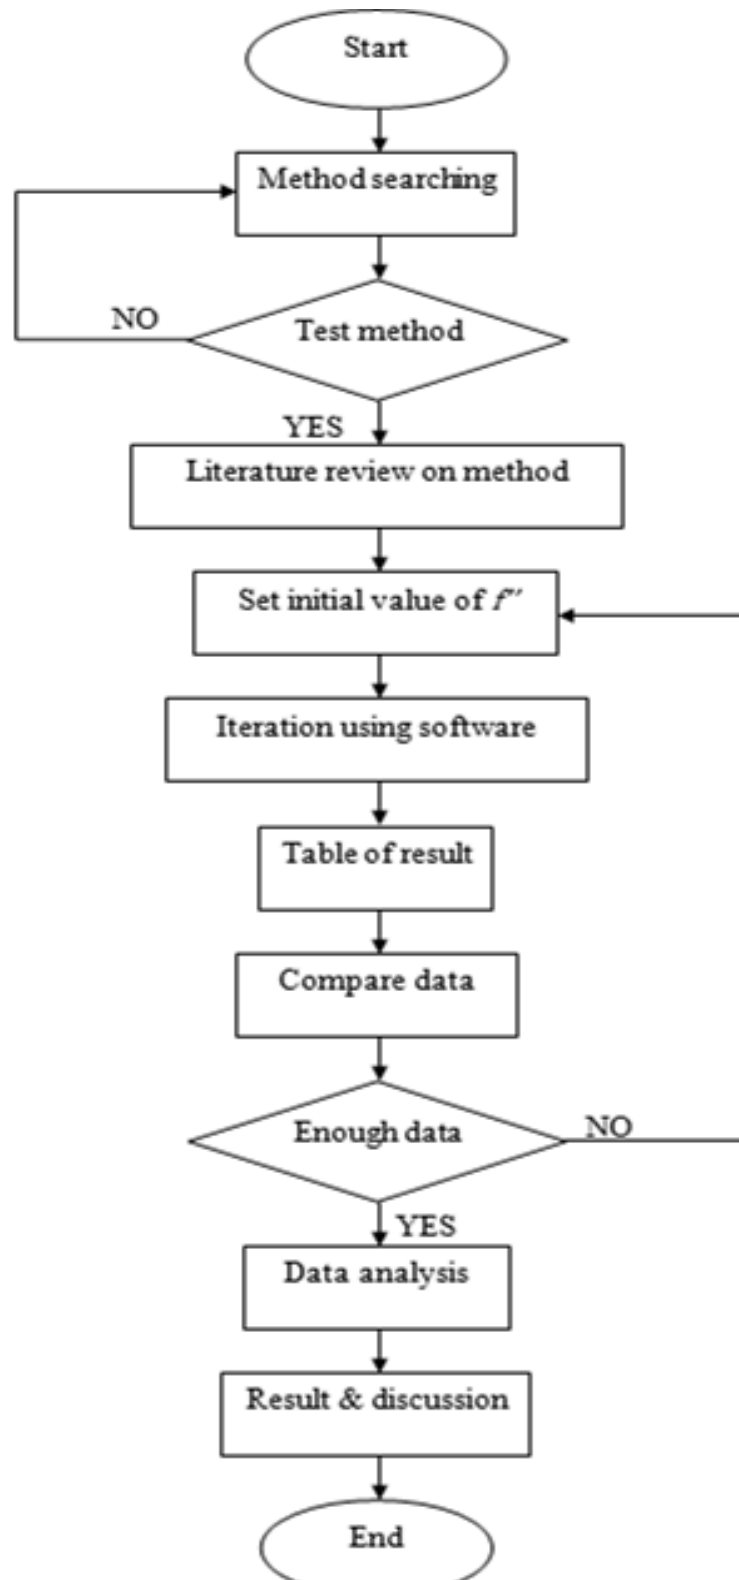 Start
Method searching
NO
Test method
YES
Literature review on method
Set initial value of f″
Iteration using software
Table of result
Compare data
Enough data
NO
YES
Data analysis
Result & discussion
End